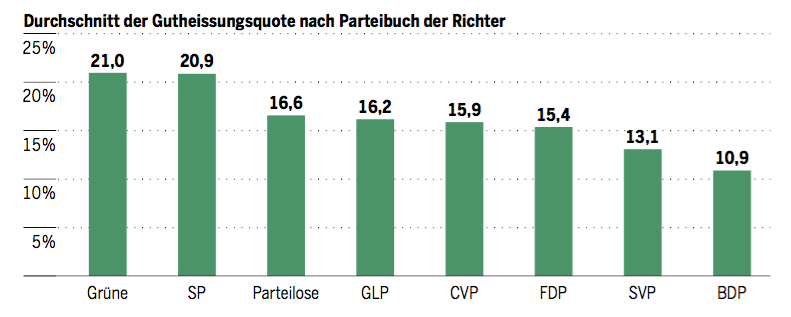 Durchschnitt der Gutheissungsquote nach Parteibuch der Richter
25%
20%
15%
10%
5%
21,0 20,9 16,6 16,2 15,9 15,4 13,1 10,9
Grüne SP Parteilose GLP CVP FDP SVP BDP